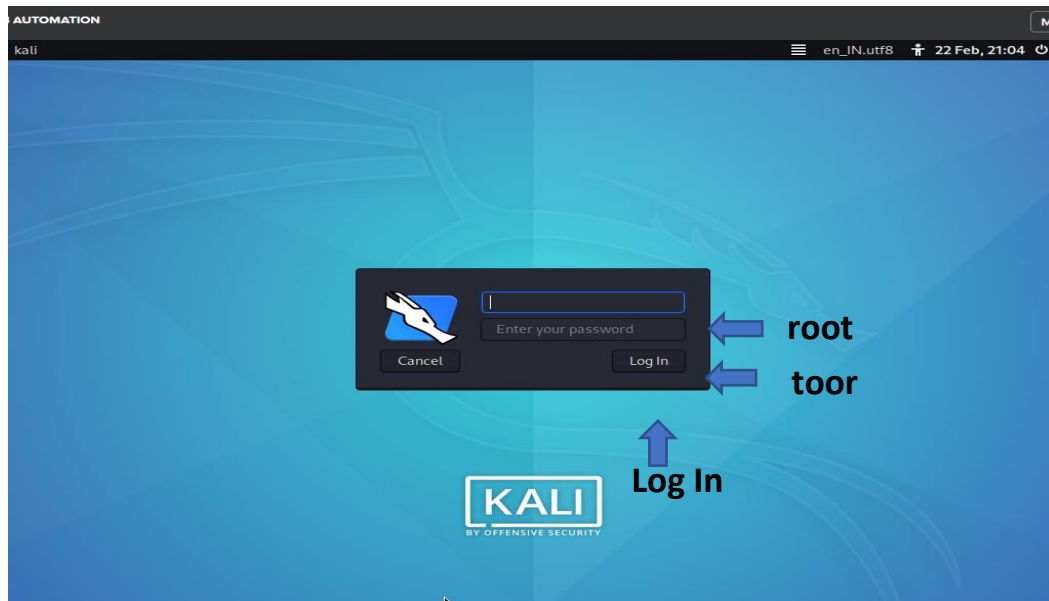 AUTOMATION
M
kali
en_IN.utf8
22 Feb, 21:04
Enter your password
root
Cancel
Log In
toor
Log In
KALI
BY OFFENSIVE SECURITY